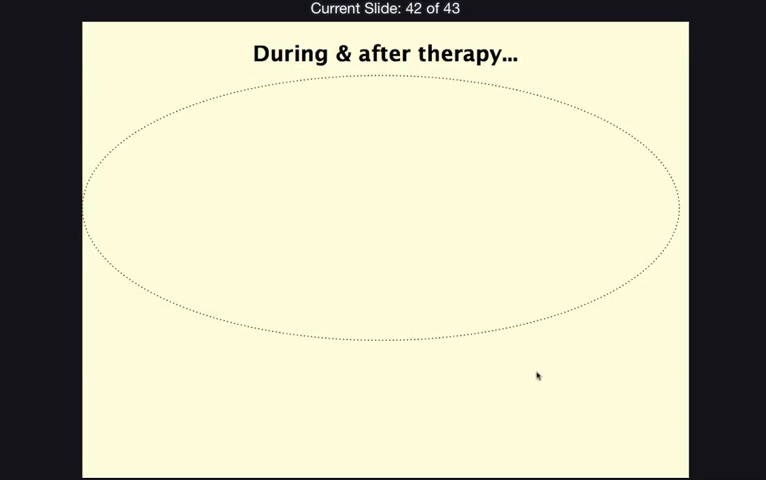 Current Slide: 42 of 43
During & after therapy...